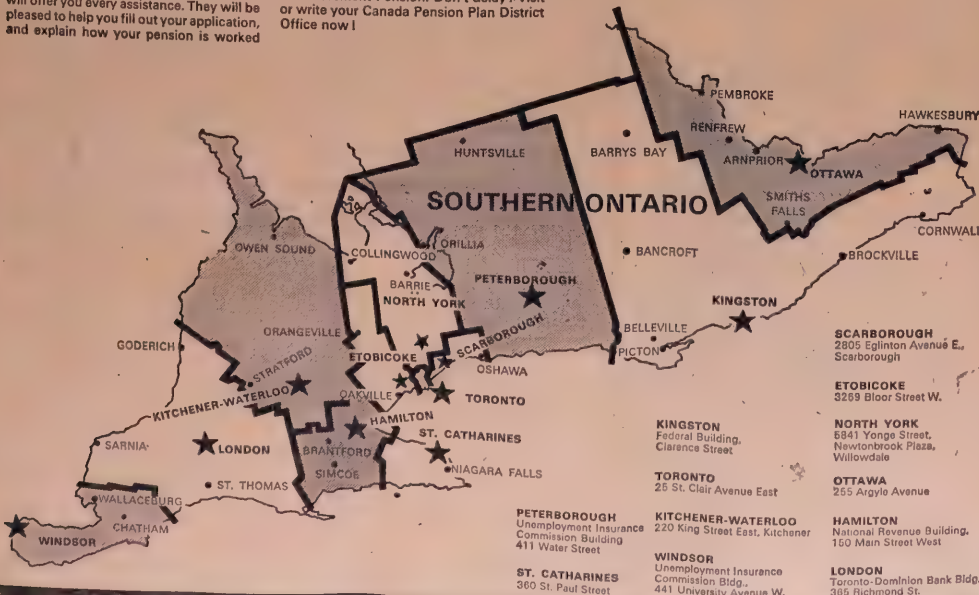 will offer you every assistance. They will be
pleased to help you fill out your application,
and explain how your pension is worked
or write your Canada Pension Plan District
Office now!
PEMBROKE
HAWKESBURY
RENFREW
HUNTSVILLE
BARRYS BAY
ARNPRIOR
OTTAWA
SMITHS
FALLS
SOUTHERN ONTARIO
CORNWALL
OWEN SOUND
ORILLIA
COLLINGWOOD
BANCROFT
BROCKVILLE
BARRIE
PETERBOROUGH
NORTH YORK
KINGSTON
ORANGEVILLE
SCARBOROUGH
BELLEVILLE
GODERICH
ETOBICOKE
PICTON
STRATFORD
OSHAWA
KITCHENER-WATERLOO
OAKVILLE
TORONTO
HAMILTON
SARNIA
LONDON
BRANTFORD
ST. CATHARINES
SIMCOE
NIAGARA FALLS
ST. THOMAS
WALLACEBURG
CHATHAM
WINDSOR
PETERBOROUGH
Unemployment Insurance
Commission Building
411 Water Street
ST. CATHARINES
360 St. Paul Street
KINGSTON
Federal Building,
Clarence Street
TORONTO
25 St. Clair Avenue East
KITCHENER-WATERLOO
220 King Street East, Kitchener
WINDSOR
Unemployment Insurance
Commission Bldg.,
441 University Avenue W.
SCARBOROUGH
2805 Eglinton Avenue E.,
Scarborough
ETOBICOKE
3269 Bloor Street W.
NORTH YORK
5841 Yonge Street,
Newtonbrook Plaza,
Willowdale
OTTAWA
255 Argyle Avenue
HAMILTON
National Revenue Building,
150 Main Street West
LONDON
Toronto-Dominion Bank Bldg.
365 Richmond St.